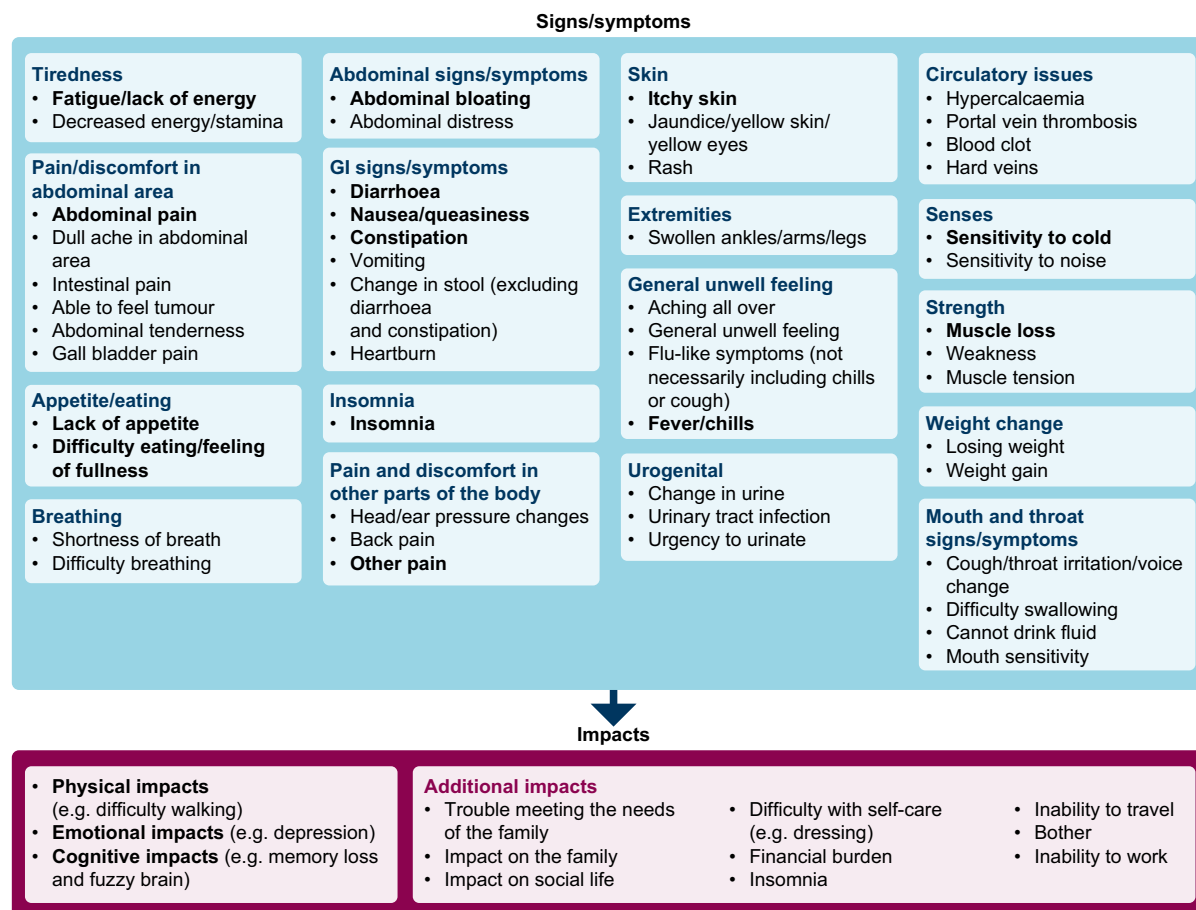 Signs/symptoms
Tiredness
• Fatigue/lack of energy
• Decreased energy/stamina
Pain/discomfort in
abdominal area
• Abdominal pain
• Dull ache in abdominal
area
• Intestinal pain
• Able to feel tumour
• Abdominal tenderness
• Gall bladder pain
Appetite/eating
• Lack of appetite
• Difficulty eating/feeling
of fullness
Breathing
• Shortness of breath
• Difficulty breathing
Abdominal signs/symptoms
• Abdominal bloating
• Abdominal distress
GI signs/symptoms
• Diarrhoea
• Nausea/queasiness
• Constipation
• Vomiting
• Change in stool (excluding
diarrhoea
and constipation)
• Heartburn
Insomnia
• Insomnia
Pain and discomfort in
other parts of the body
• Head/ear pressure changes
• Back pain
• Other pain
Skin
• Itchy skin
• Jaundice/yellow skin/
yellow eyes
• Rash
Extremities
• Swollen ankles/arms/legs
General unwell feeling
• Aching all over
• General unwell feeling
• Flu-like symptoms (not
necessarily including chills
or cough)
• Fever/chills
Urogenital
• Change in urine
• Urinary tract infection
• Urgency to urinate
Circulatory issues
• Hypercalcaemia
• Portal vein thrombosis
• Blood clot
• Hard veins
Senses
• Sensitivity to cold
• Sensitivity to noise
Strength
• Muscle loss
• Weakness
• Muscle tension
Weight change
• Losing weight
• Weight gain
Mouth and throat
signs/symptoms
• Cough/throat irritation/voice
change
• Difficulty swallowing
• Cannot drink fluid
• Mouth sensitivity
Impacts
• Physical impacts
(e.g. difficulty walking)
• Emotional impacts (e.g. depression)
• Cognitive impacts (e.g. memory loss
and fuzzy brain)
Additional impacts
• Trouble meeting the needs
of the family
• Impact on the family
• Impact on social life
• Difficulty with self-care
(e.g. dressing)
• Financial burden
• Insomnia
• Inability to travel
• Bother
• Inability to work